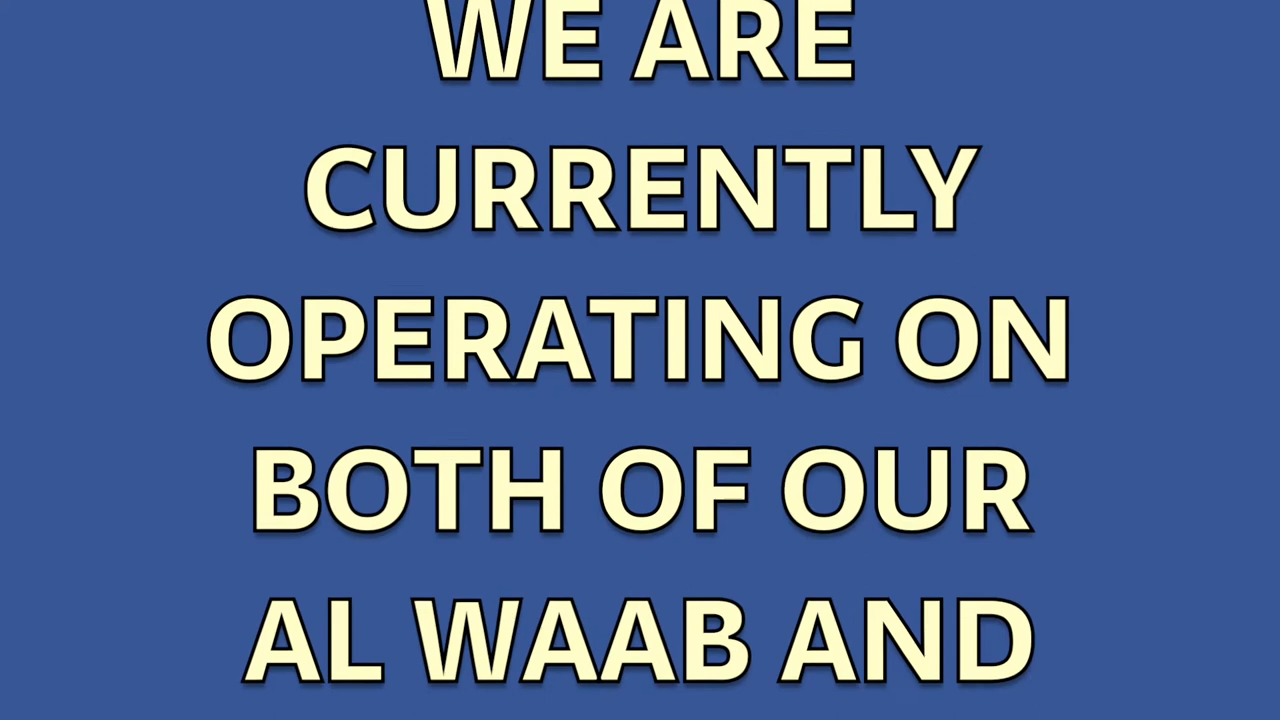 WE ARE
CURRENTLY
OPERATING ON
BOTH OF OUR
AL WAAB AND